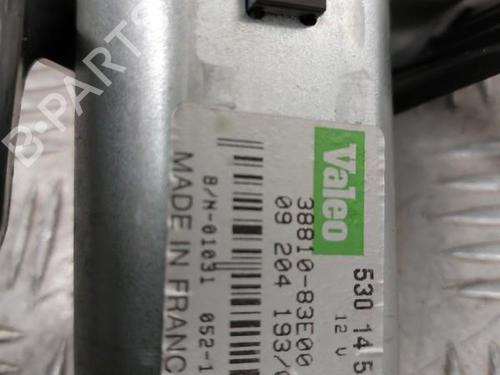 B-PARTS
Valeo
530 14 5
12 V
38810-83E00
09 204 193/
B/N-01031
052-1
MADE IN FRANC